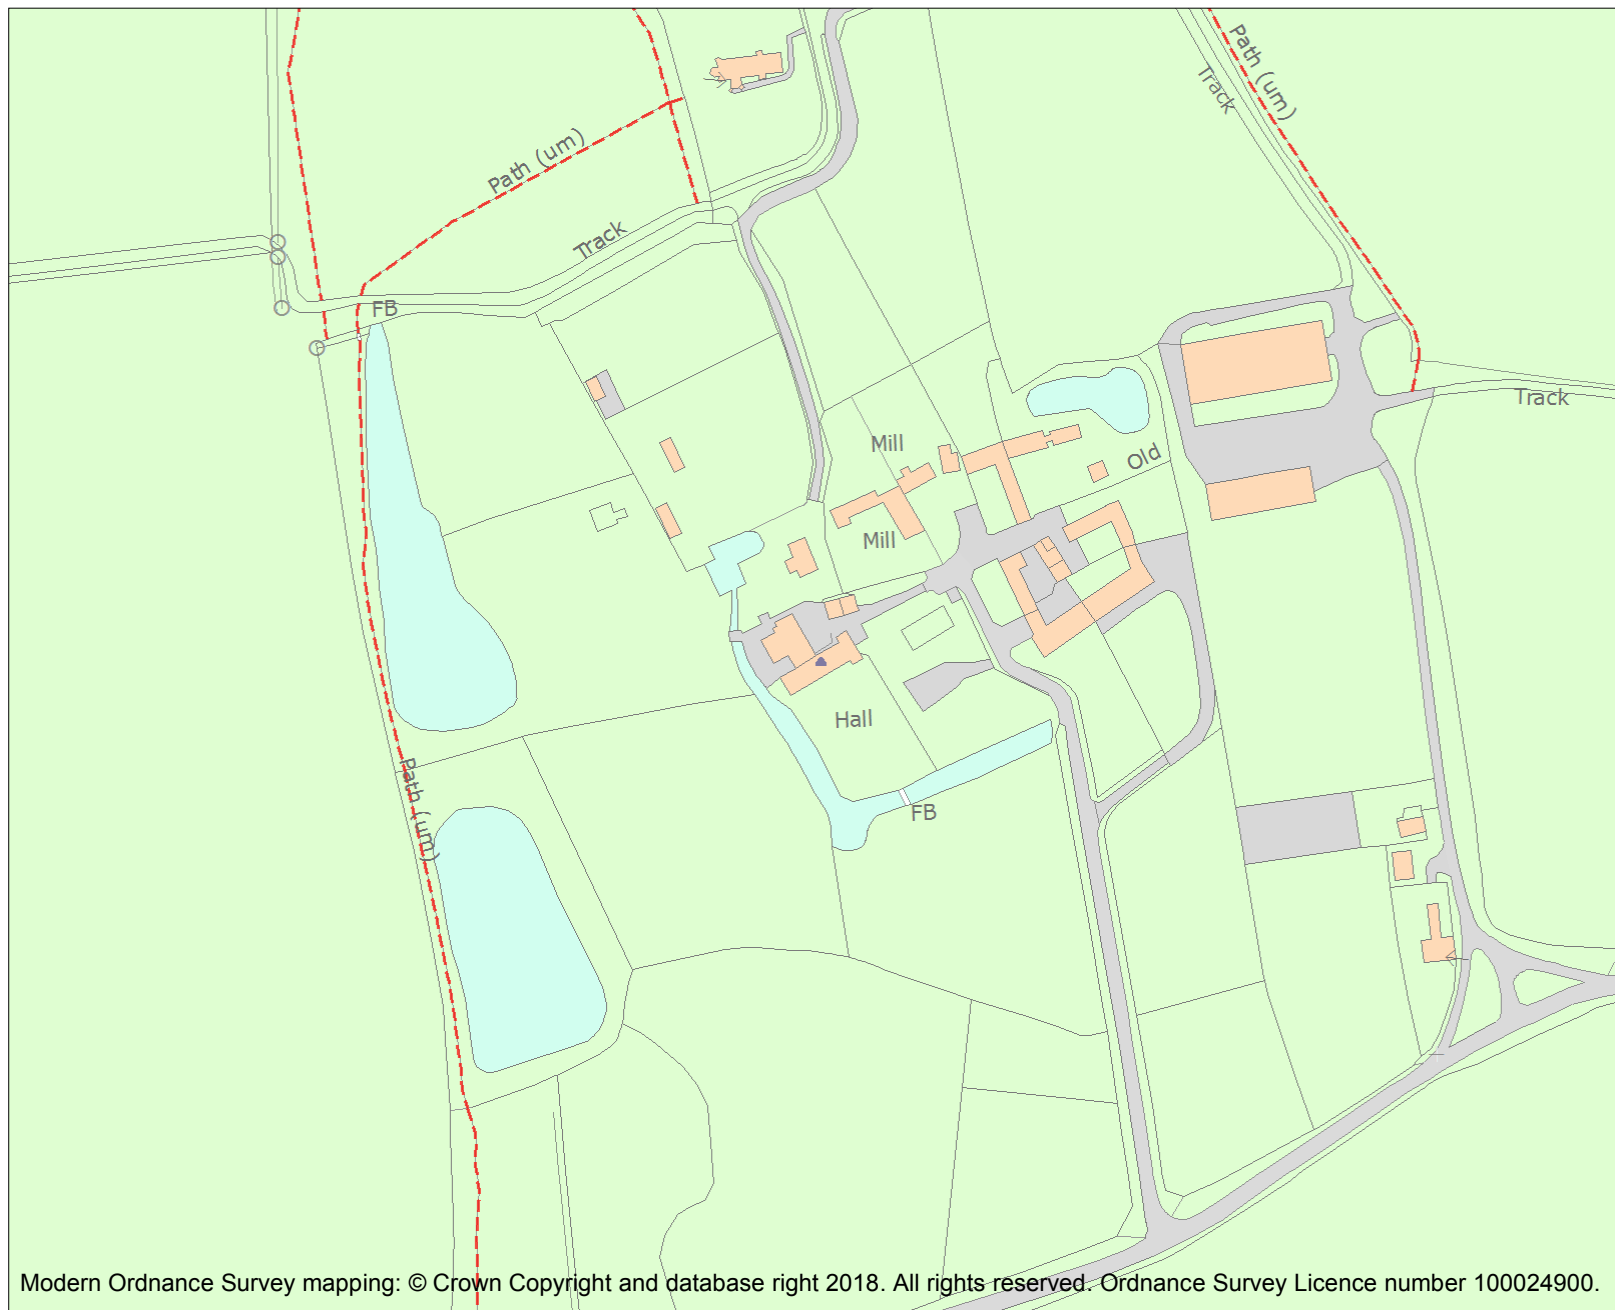 Path (um)
Track
Path (um)
Track
FB
Track
Mill
Old
Mill
Hall
Path (um)
FB
Modern Ordnance Survey mapping: © Crown Copyright and database right 2018. All rights reserved. Ordnance Survey Licence number 100024900.